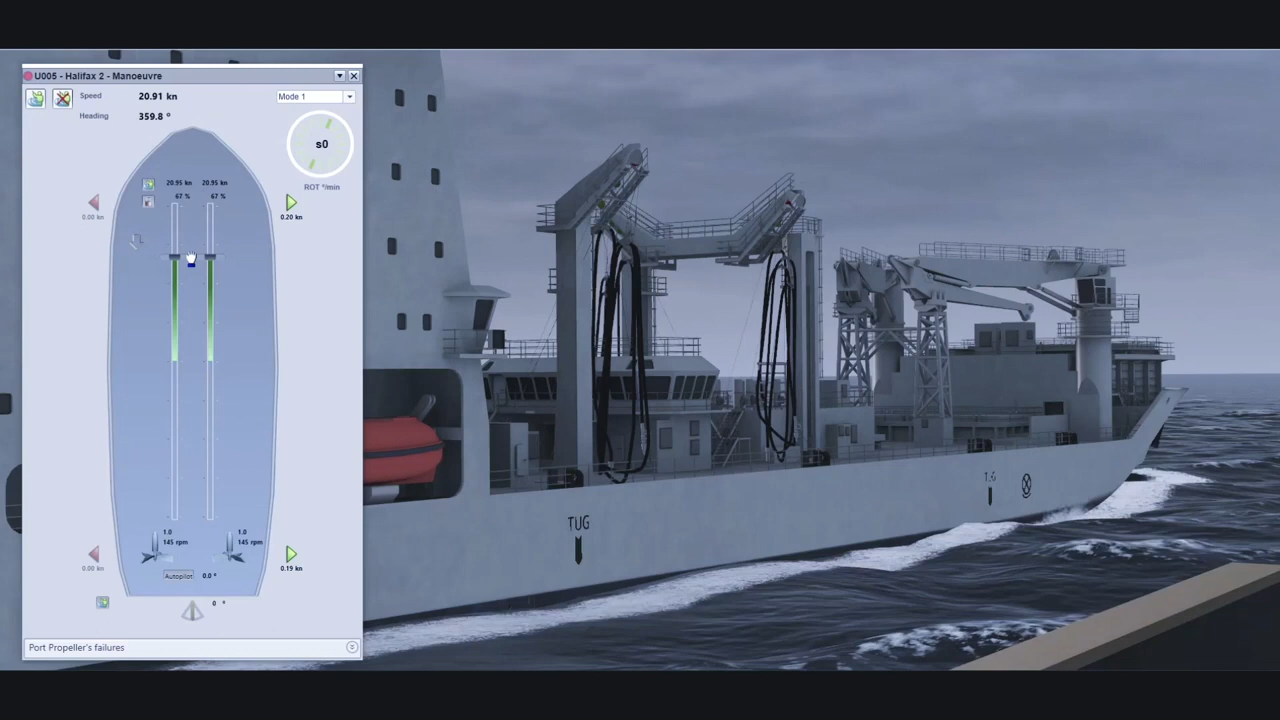 U005 - Halifax 2 - Manoeuvre
Speed 20.91 kn
Mode 1
Heading 359.8 °
s0
ROT °/min
20.95 kn 20.95 kn
67 % 67 %
0.00 kn
0.20 kn
1.0 1.0
145 rpm 145 rpm
0.00 kn
0.19 kn
Autopilot 0.0 °
0 °
Port Propeller's failures
TUG
1.6